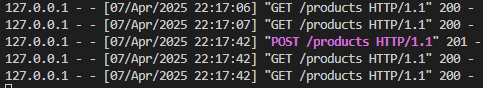 127.0.0.1 - - [07/Apr/2025 22:17:06] "GET /products HTTP/1.1" 200 -
127.0.0.1 - - [07/Apr/2025 22:17:07] "GET /products HTTP/1.1" 200 -
127.0.0.1 - - [07/Apr/2025 22:17:42] "POST /products HTTP/1.1" 201 -
127.0.0.1 - - [07/Apr/2025 22:17:42] "GET /products HTTP/1.1" 200 -
127.0.0.1 - - [07/Apr/2025 22:17:42] "GET /products HTTP/1.1" 200 -